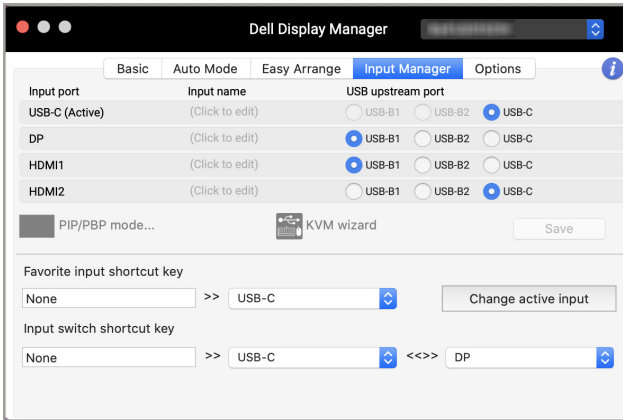 Dell Display Manager
Basic Auto Mode Easy Arrange Input Manager Options i
Input port Input name USB upstream port
USB-C (Active) (Click to edit) USB-B1 USB-B2 USB-C
DP (Click to edit) USB-B1 USB-B2 USB-C
HDMI1 (Click to edit) USB-B1 USB-B2 USB-C
HDMI2 (Click to edit) USB-B1 USB-B2 USB-C
PIP/PBP mode... KVM wizard Save
Favorite input shortcut key
None >> USB-C Change active input
Input switch shortcut key
None >> USB-C <<>> DP